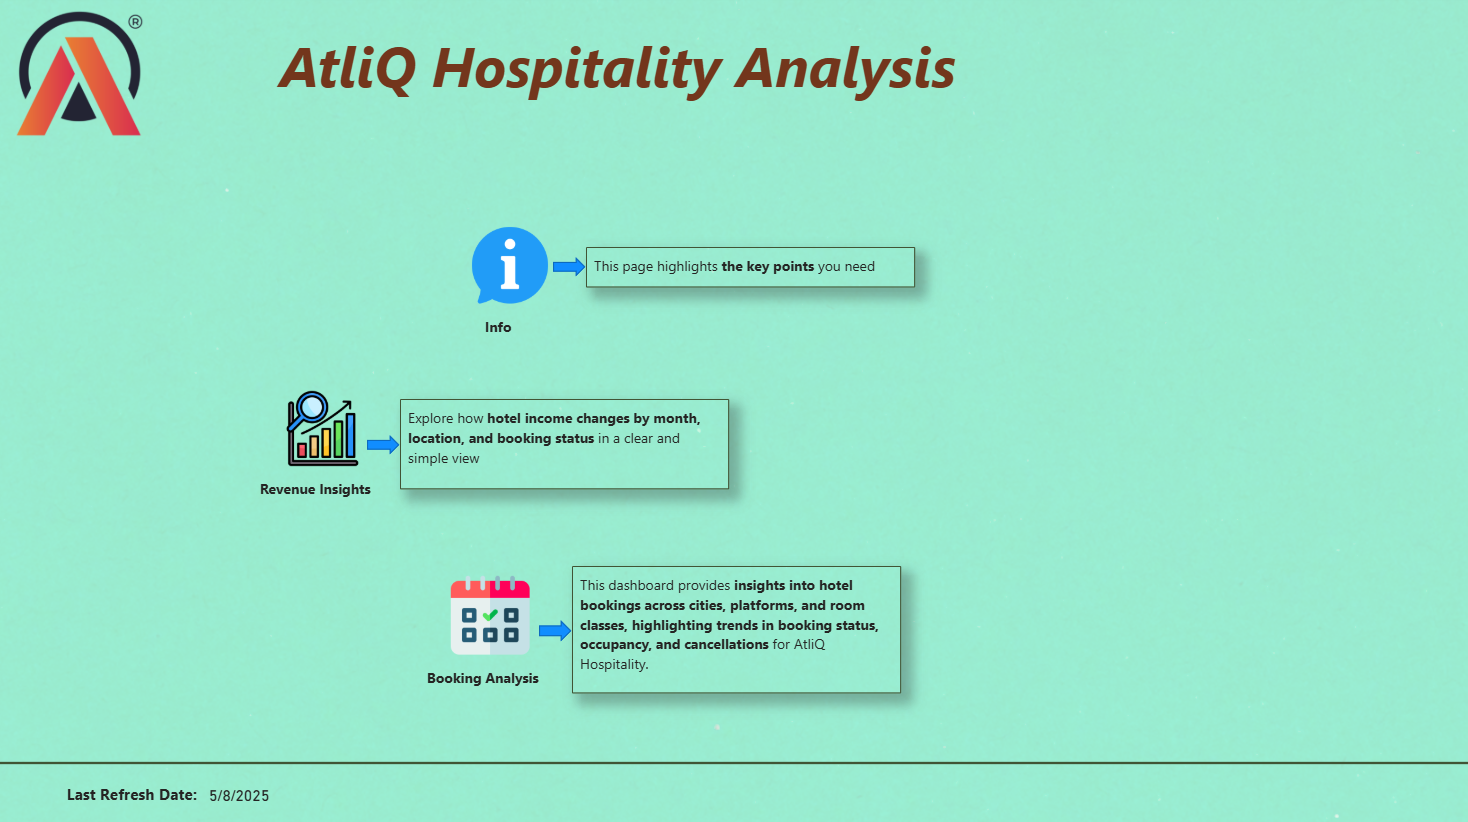 ®
AtliQ Hospitality Analysis
This page highlights the key points you need
Info
Explore how hotel income changes by month,
location, and booking status in a clear and
simple view
Revenue Insights
This dashboard provides insights into hotel
bookings across cities, platforms, and room
classes, highlighting trends in booking status,
occupancy, and cancellations for AtliQ
Hospitality.
Booking Analysis
Last Refresh Date: 5/8/2025